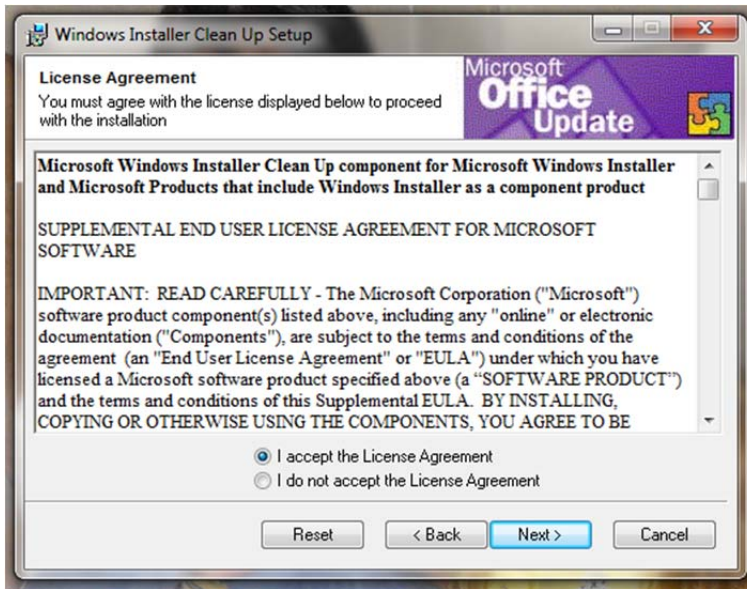 Windows Installer Clean Up Setup
License Agreement
You must agree with the license displayed below to proceed
with the installation
Microsoft
Office
Update
Microsoft Windows Installer Clean Up component for Microsoft Windows Installer
and Microsoft Products that include Windows Installer as a component product
SUPPLEMENTAL END USER LICENSE AGREEMENT FOR MICROSOFT
SOFTWARE
IMPORTANT: READ CAREFULLY - The Microsoft Corporation ("Microsoft")
software product component(s) listed above, including any "online" or electronic
documentation ("Components"), are subject to the terms and conditions of the
agreement (an "End User License Agreement" or "EULA") under which you have
licensed a Microsoft software product specified above (a “SOFTWARE PRODUCT”)
and the terms and conditions of this Supplemental EULA. BY INSTALLING,
COPYING OR OTHERWISE USING THE COMPONENTS, YOU AGREE TO BE
I accept the License Agreement
I do not accept the License Agreement
Reset < Back Next > Cancel